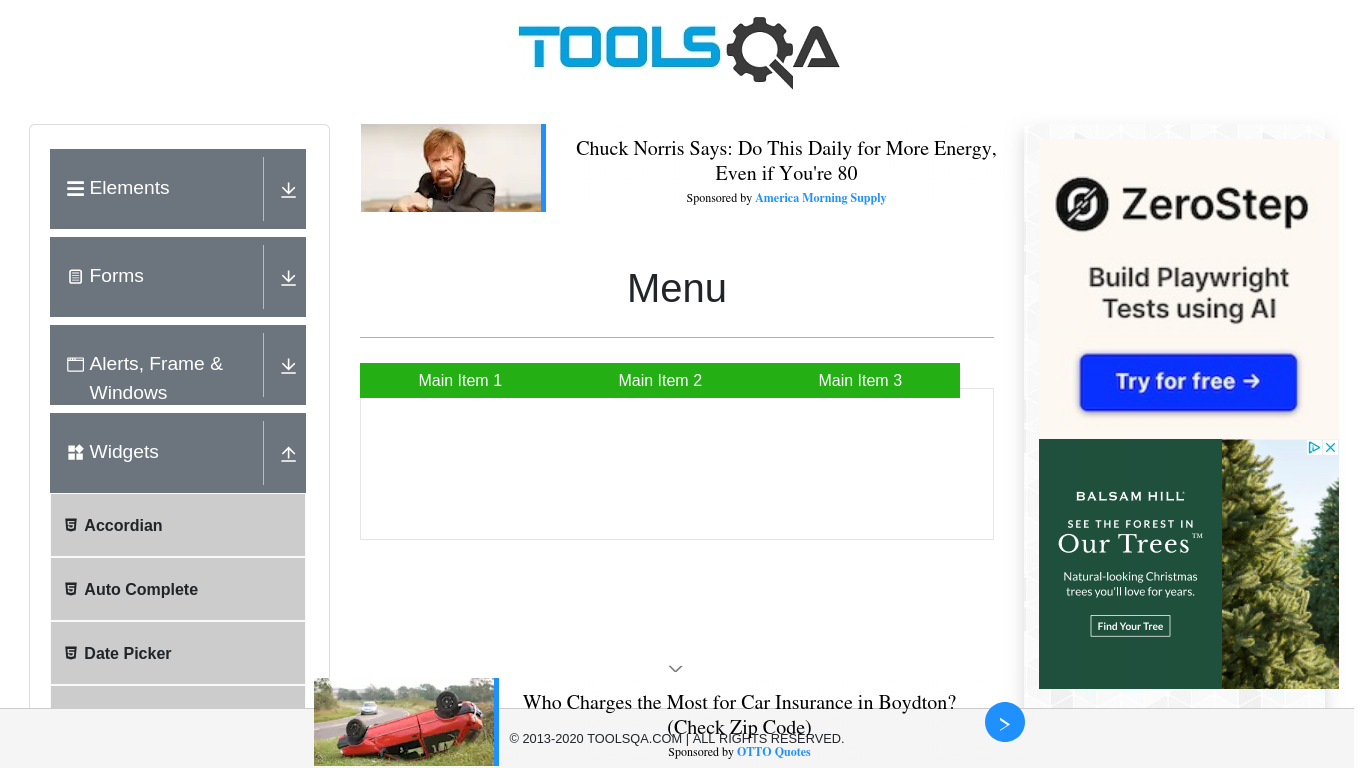 TOOLSQA
Elements
Forms
Alerts, Frame &
Windows
Widgets
Accordian
Auto Complete
Date Picker
Chuck Norris Says: Do This Daily for More Energy,
Even if You're 80
Sponsored by America Morning Supply
Menu
Main Item 1
Main Item 2
Main Item 3
ZeroStep
Build Playwright
Tests using AI
Try for free →
BALSAM HILL
SEE THE FOREST IN
Our Trees™
Natural-looking Christmas
trees you'll love for years.
Find Your Tree
Who Charges the Most for Car Insurance in Boydton?
(Check Zip Code)
© 2013-2020 TOOLSQA.COM | ALL RIGHTS RESERVED.
Sponsored by OTTO Quotes